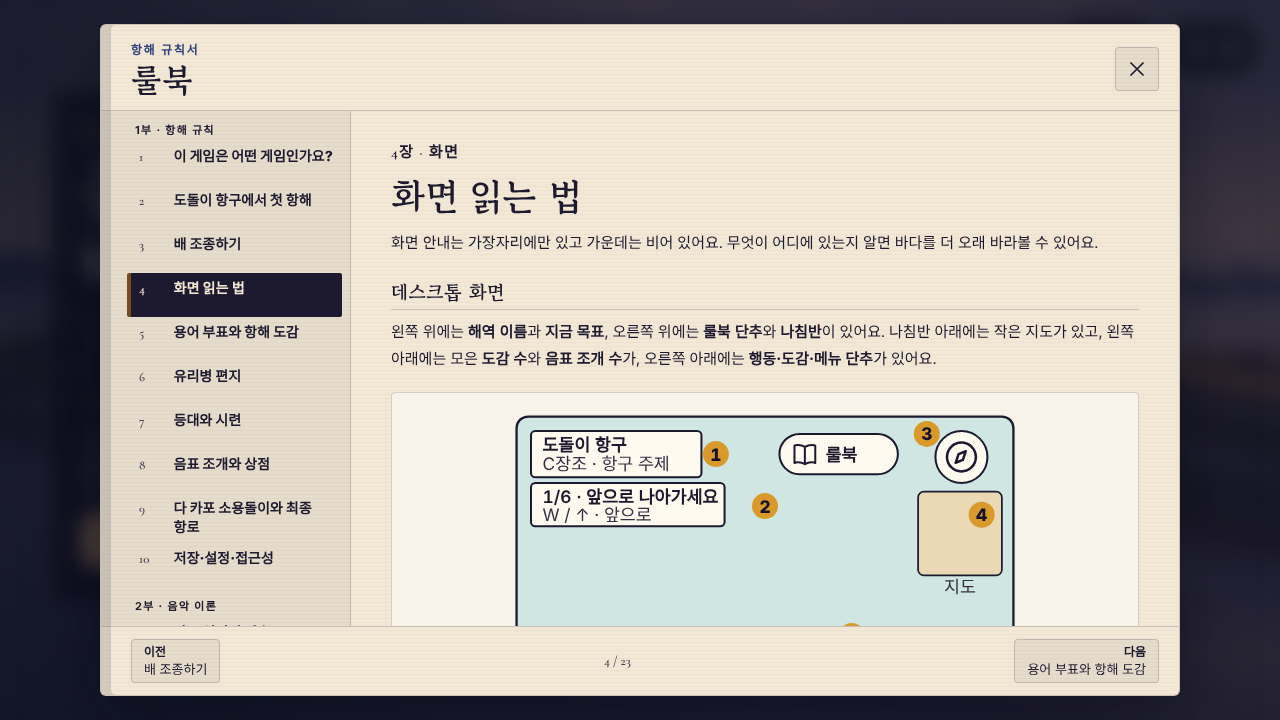 항해 규칙서
룰북
1부 · 항해 규칙
1 이 게임은 어떤 게임인가요?
2 도돌이 항구에서 첫 항해
3 배 조종하기
4 화면 읽는 법
5 용어 부표와 항해 도감
6 유리병 편지
7 등대와 시련
8 음표 조개와 상점
9 다 카포 소용돌이와 최종
항로
10 저장·설정·접근성
2부 · 음악 이론
4장 · 화면
화면 읽는 법
화면 안내는 가장자리에만 있고 가운데는 비어 있어요. 무엇이 어디에 있는지 알면 바다를 더 오래 바라볼 수 있어요.
데스크톱 화면
왼쪽 위에는 해역 이름과 지금 목표, 오른쪽 위에는 룰북 단추와 나침반이 있어요. 나침반 아래에는 작은 지도가 있고, 왼쪽
아래에는 모은 도감 수와 음표 조개 수가, 오른쪽 아래에는 행동·도감·메뉴 단추가 있어요.
도돌이 항구
C장조 · 항구 주제
1
룰북
3
1/6 · 앞으로 나아가세요
W / ↑ · 앞으로
2
4
지도
이전
배 조종하기
4 / 23
다음
용어 부표와 항해 도감